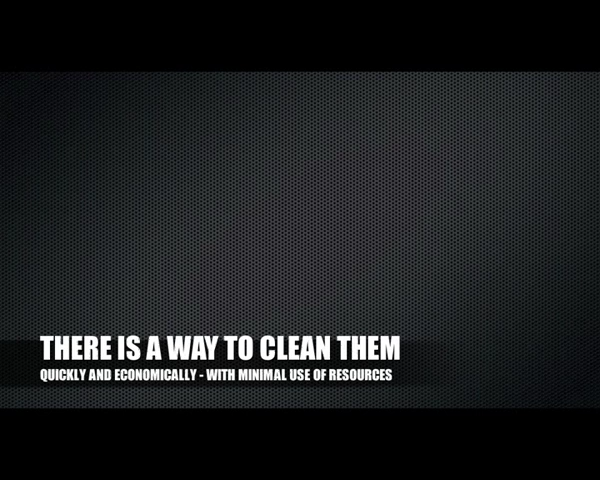 THERE IS A WAY TO CLEAN THEM
QUICKLY AND ECONOMICALLY - WITH MINIMAL USE OF RESOURCES